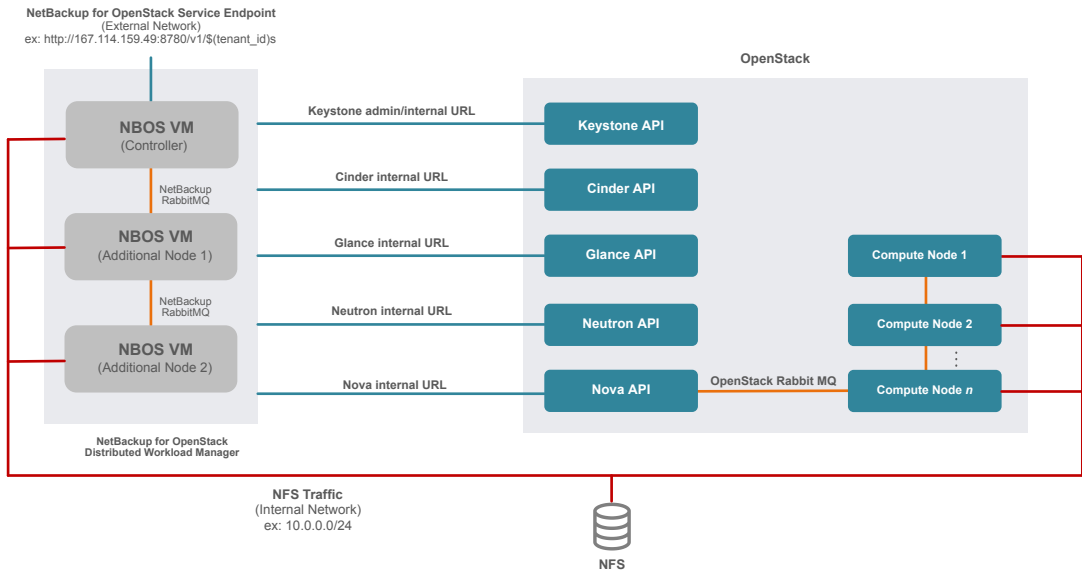 NetBackup for OpenStack Service Endpoint
(External Network)
ex: http://167.114.159.49:8780/v1/$(tenant_id)s
OpenStack
NBOS VM
(Controller)
NetBackup
RabbitMQ
NBOS VM
(Additional Node 1)
NetBackup
RabbitMQ
NBOS VM
(Additional Node 2)
NetBackup for OpenStack
Distributed Workload Manager
Keystone admin/internal URL
Keystone API
Cinder internal URL
Cinder API
Glance internal URL
Glance API
Neutron internal URL
Neutron API
Nova internal URL
Nova API
OpenStack Rabbit MQ
Compute Node 1
Compute Node 2
Compute Node n
NFS Traffic
(Internal Network)
ex: 10.0.0.0/24
NFS